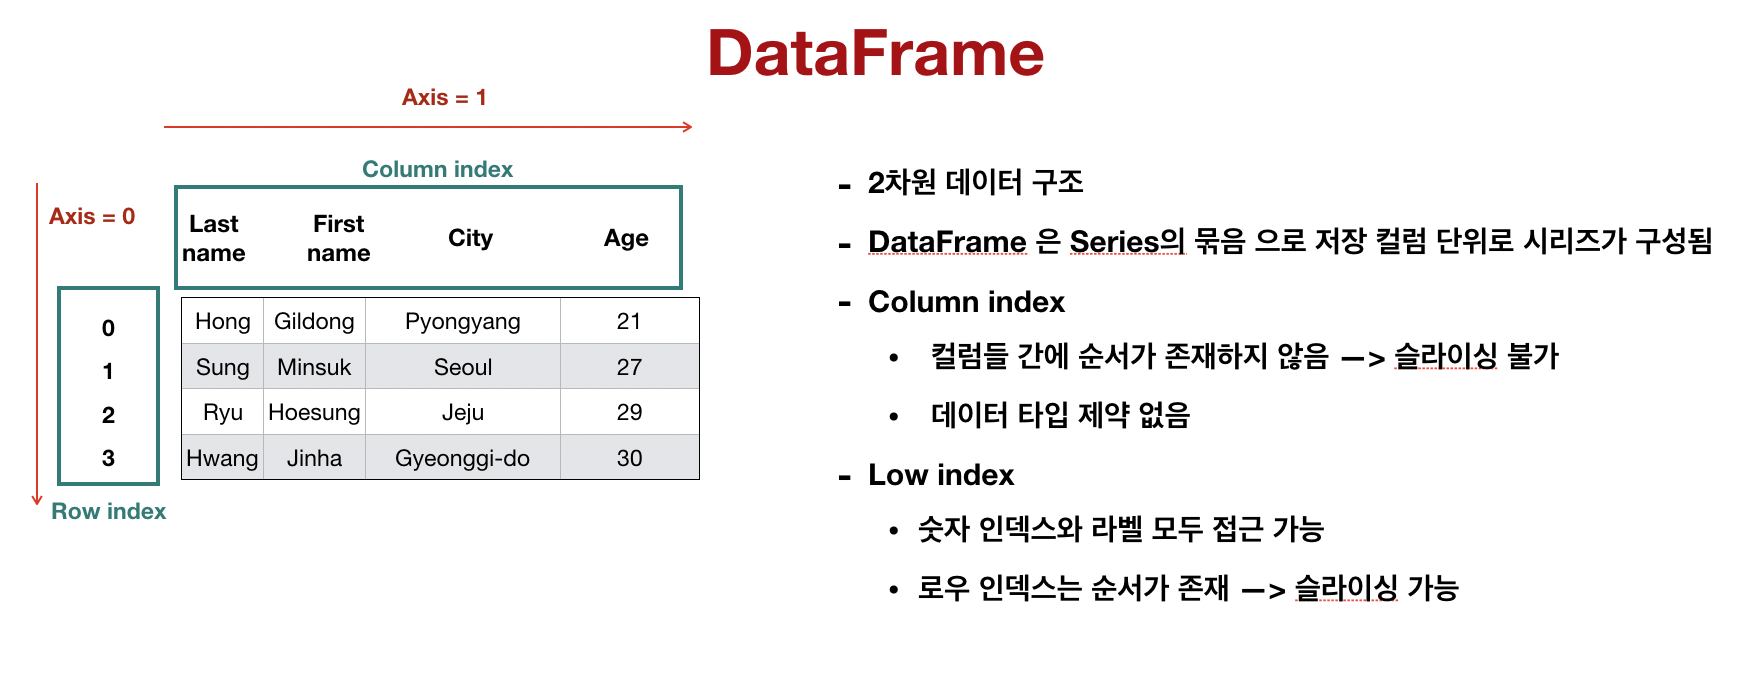 DataFrame
Axis = 1
Column index
Axis = 0
Last name First name City Age
0 Hong Gildong Pyongyang 21
1 Sung Minsuk Seoul 27
2 Ryu Hoesung Jeju 29
3 Hwang Jinha Gyeonggi-do 30
Row index
- 2차원 데이터 구조
- DataFrame 은 Series의 묶음 으로 저장 컬럼 단위로 시리즈가 구성됨
- Column index
• 컬럼들 간에 순서가 존재하지 않음 —> 슬라이싱 불가
• 데이터 타입 제약 없음
- Low index
• 숫자 인덱스와 라벨 모두 접근 가능
• 로우 인덱스는 순서가 존재 —> 슬라이싱 가능